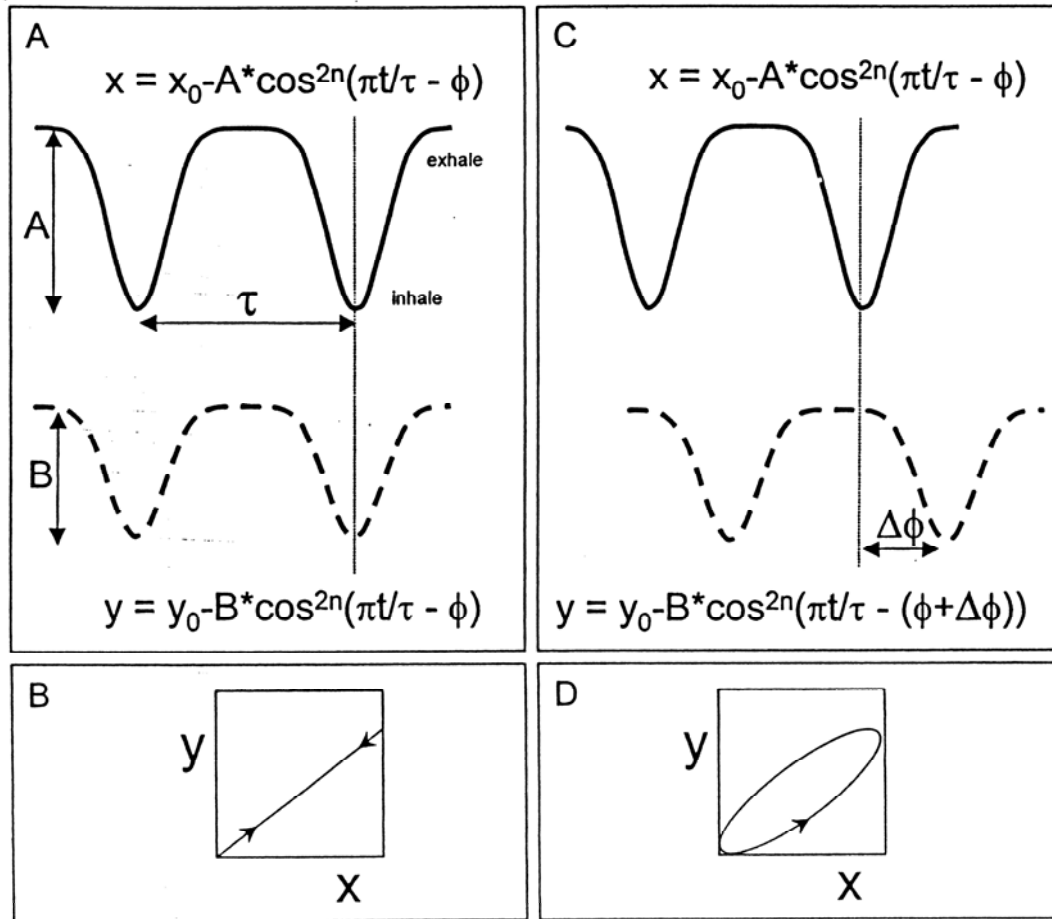 A
x = x₀-A*cos²ⁿ(πt/τ - ϕ)
exhale
A
inhale
τ
B
y = y₀-B*cos²ⁿ(πt/τ - ϕ)
C
x = x₀-A*cos²ⁿ(πt/τ - ϕ)
Δϕ
y = y₀-B*cos²ⁿ(πt/τ - (ϕ+Δϕ))
B
y
x
D
y
x